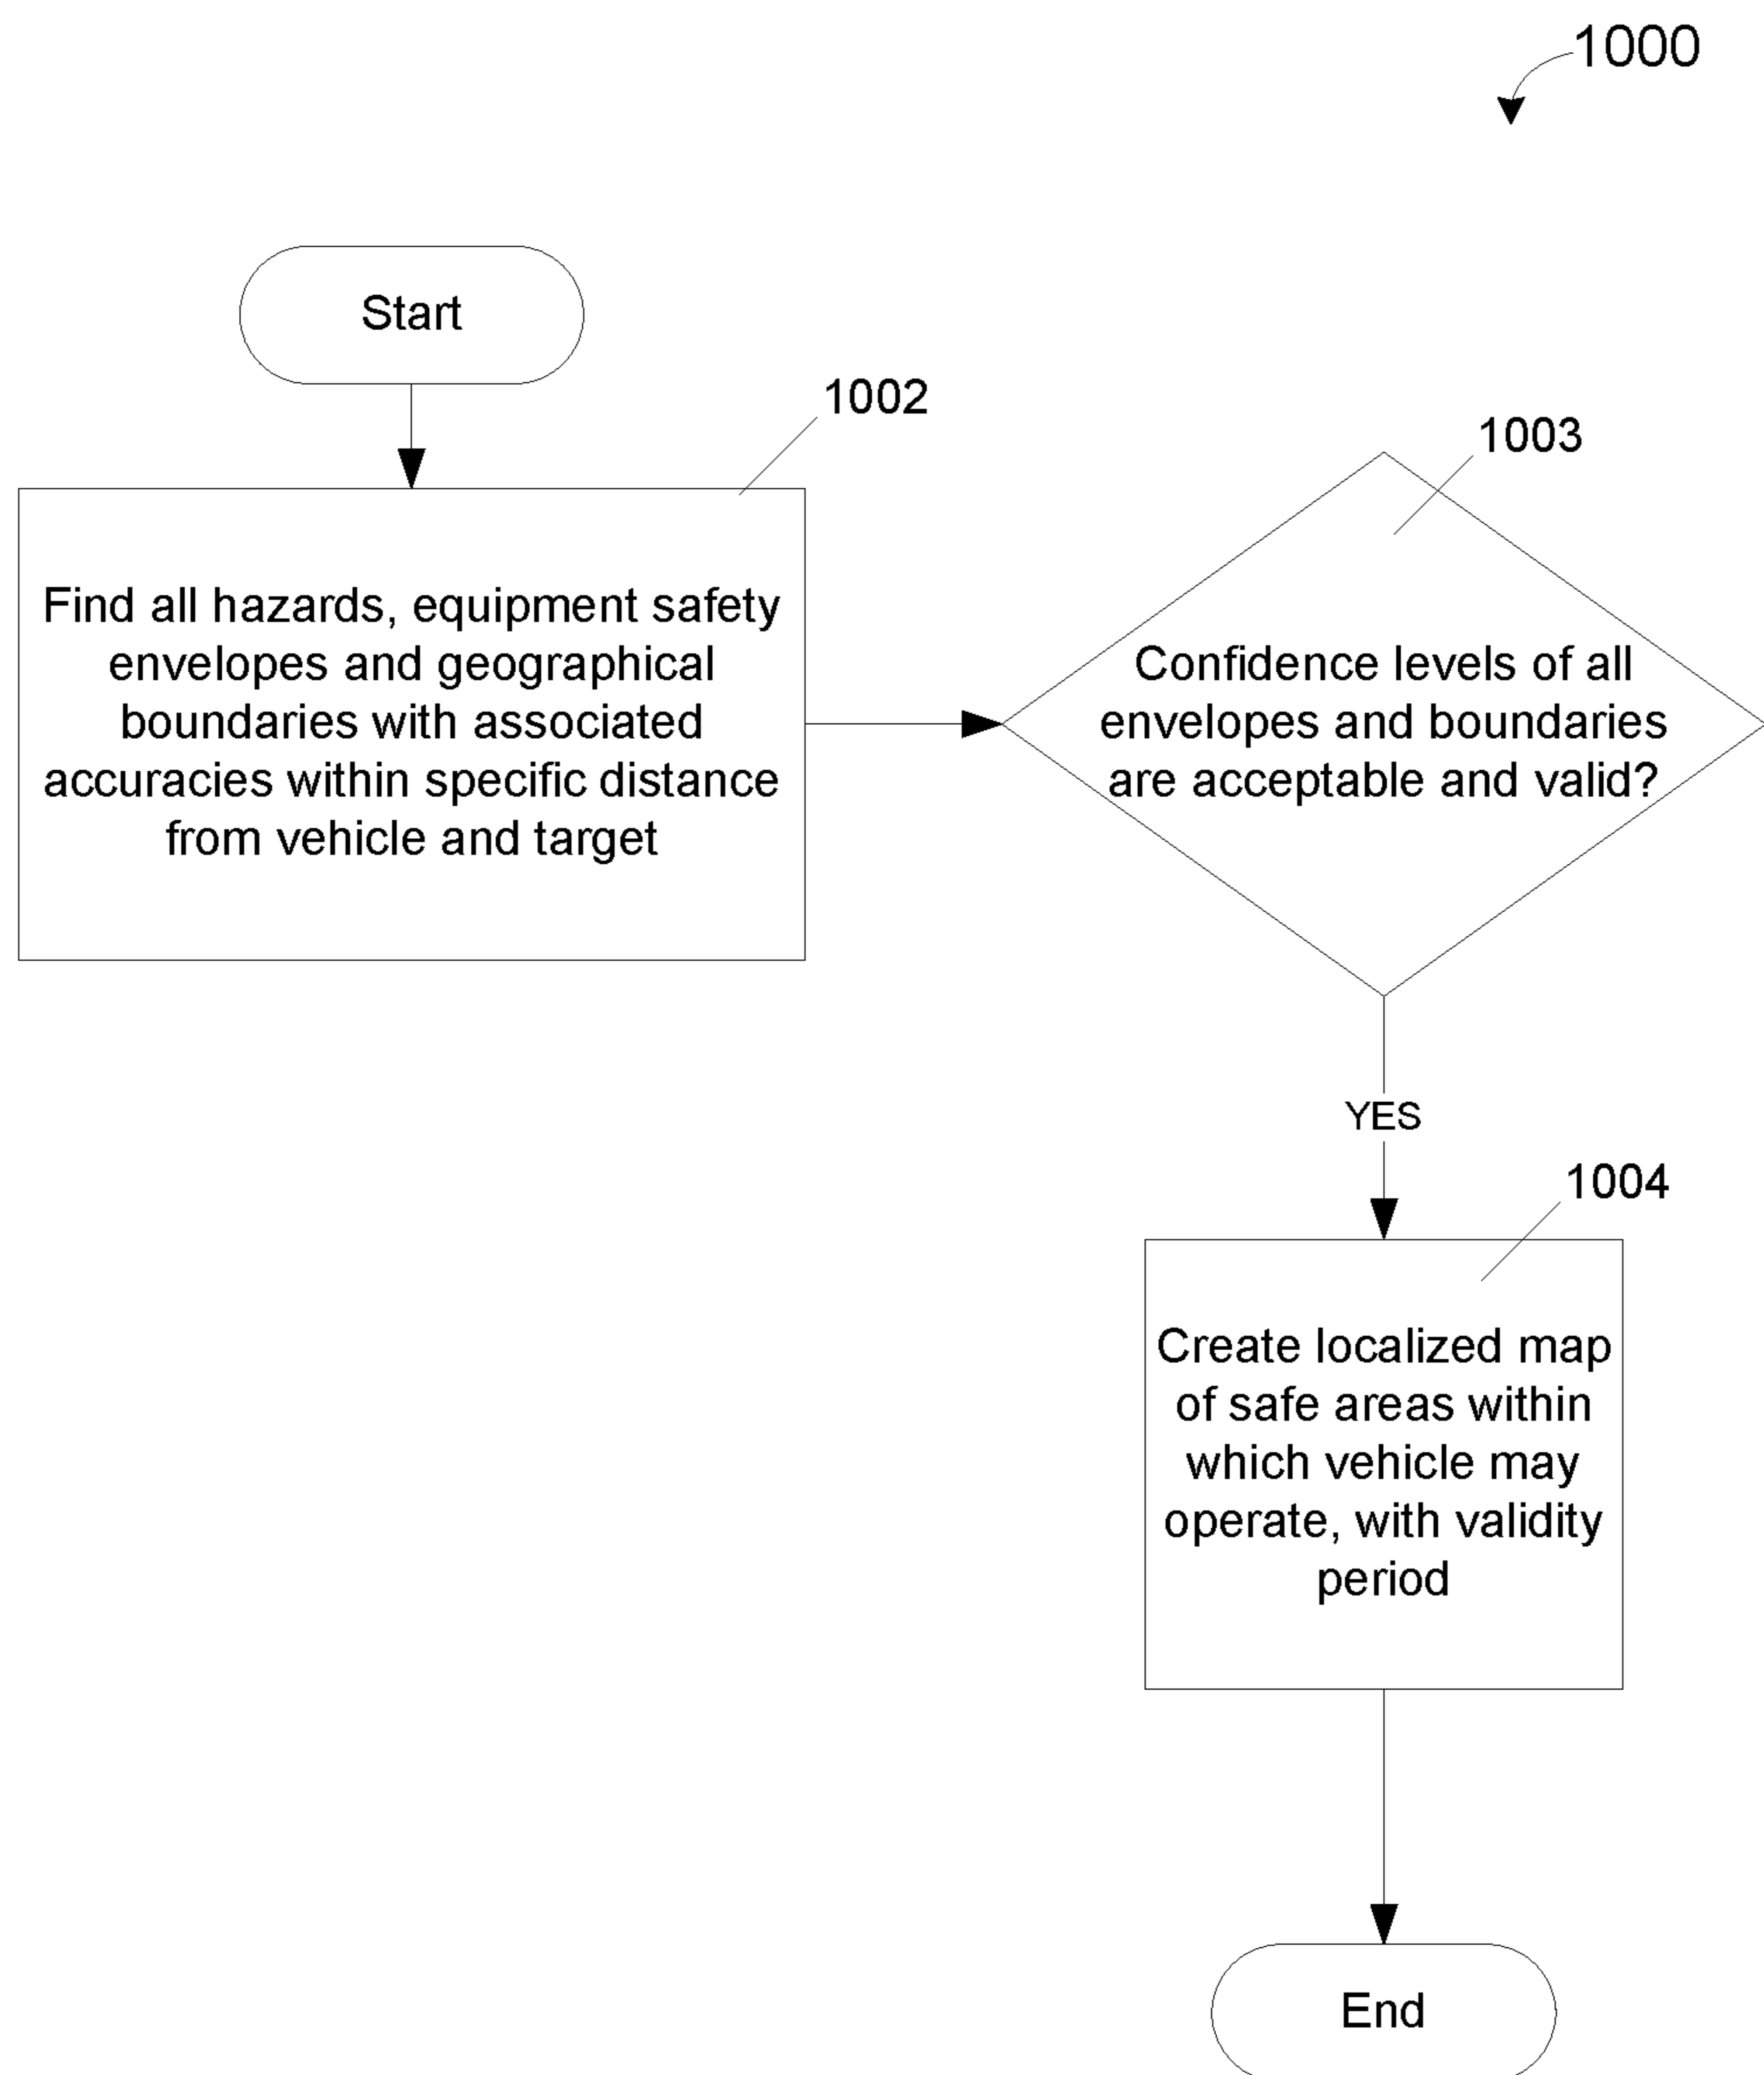 1000
Start
1002
Find all hazards, equipment safety
envelopes and geographical
boundaries with associated
accuracies within specific distance
from vehicle and target
1003
Confidence levels of all
envelopes and boundaries
are acceptable and valid?
YES
1004
Create localized map
of safe areas within
which vehicle may
operate, with validity
period
End